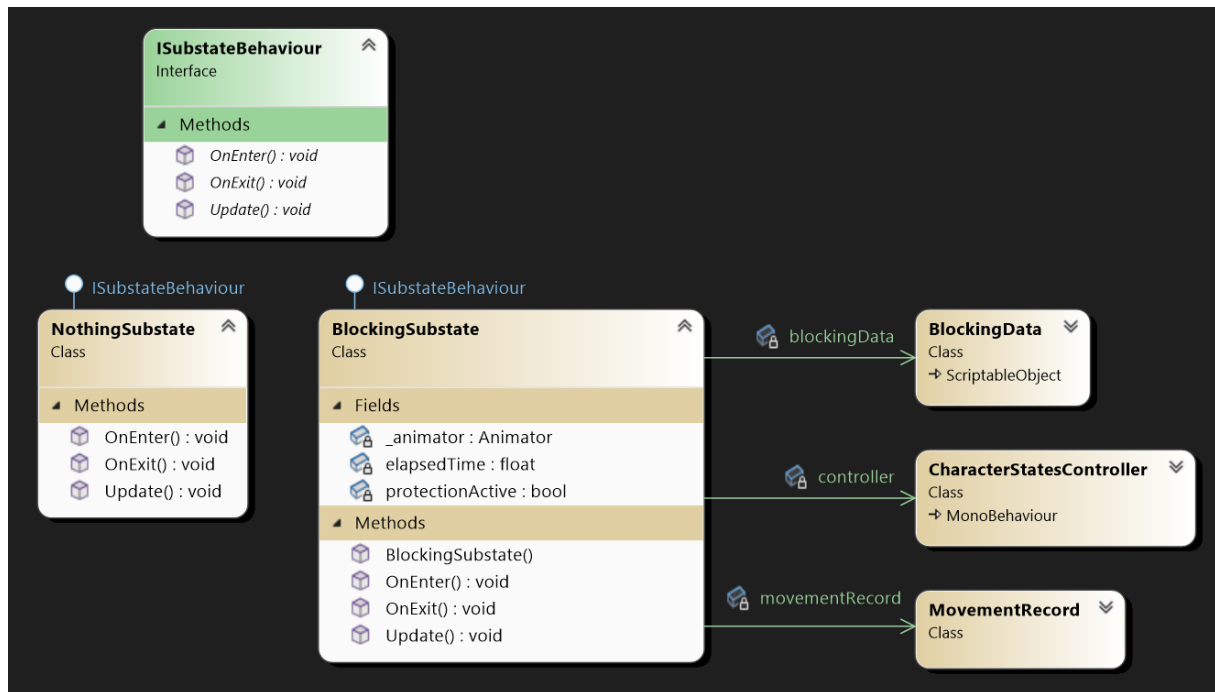 ISubstateBehaviour
Interface
Methods
OnEnter() : void
OnExit() : void
Update() : void
ISubstateBehaviour
NothingSubstate
Class
Methods
OnEnter() : void
OnExit() : void
Update() : void
ISubstateBehaviour
BlockingSubstate
Class
Fields
_animator : Animator
elapsedTime : float
protectionActive : bool
Methods
BlockingSubstate()
OnEnter() : void
OnExit() : void
Update() : void
blockingData
BlockingData
Class
ScriptableObject
controller
CharacterStatesController
Class
MonoBehaviour
movementRecord
MovementRecord
Class